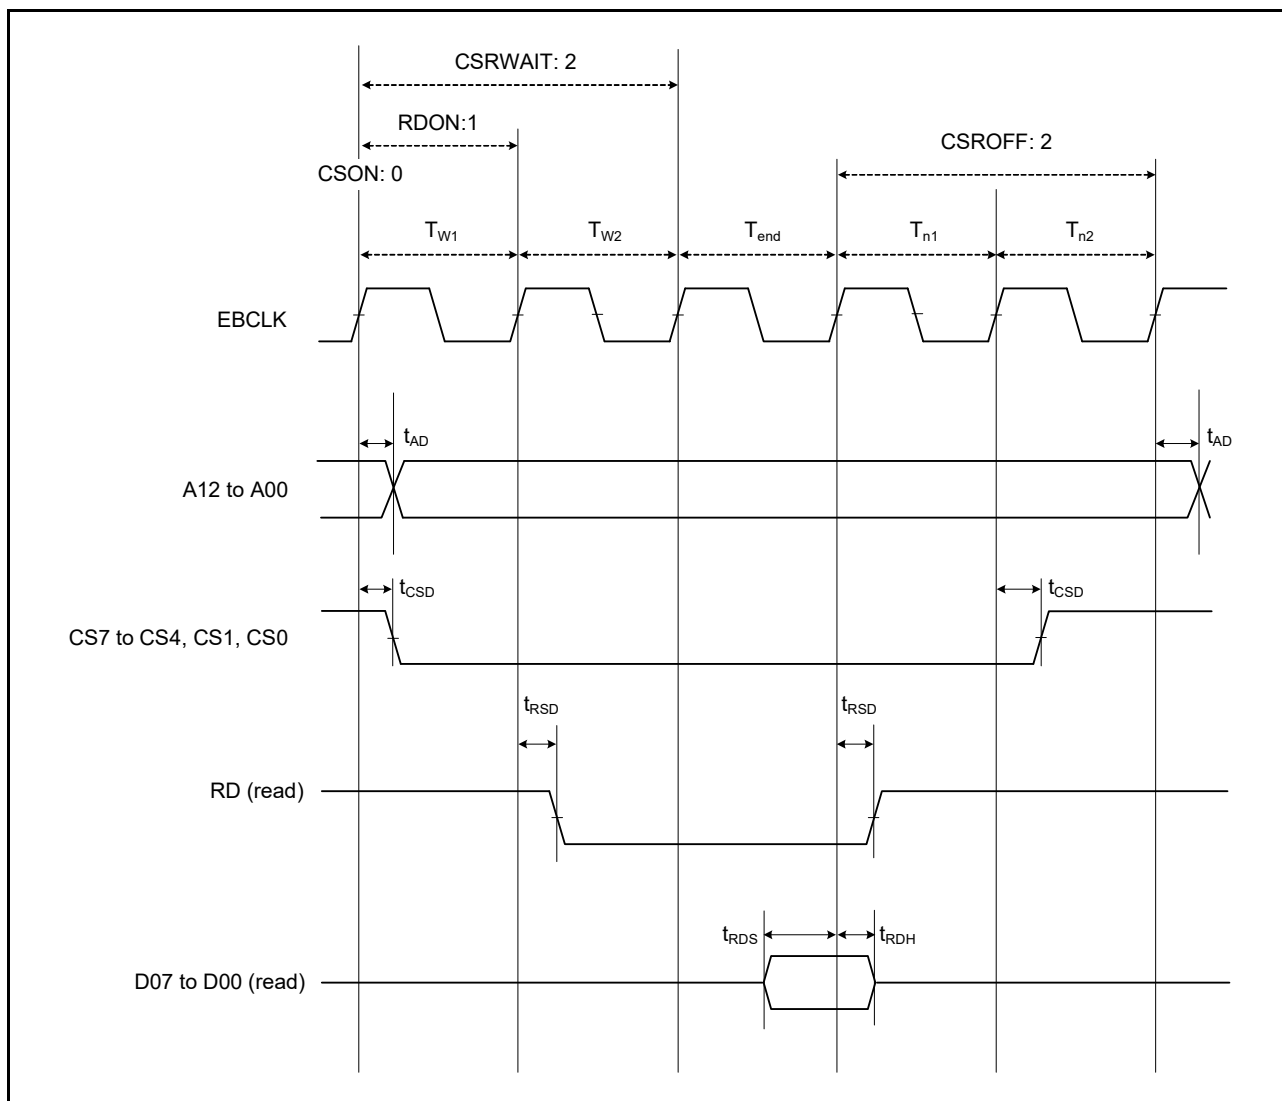 CSRWAIT: 2
RDON:1
CSROFF: 2
CSON: 0
TW1
TW2
Tend
Tn1
Tn2
EBCLK
tAD
tAD
A12 to A00
tCSD
tCSD
CS7 to CS4, CS1, CS0
tRSD
tRSD
RD (read)
tRDS
tRDH
D07 to D00 (read)